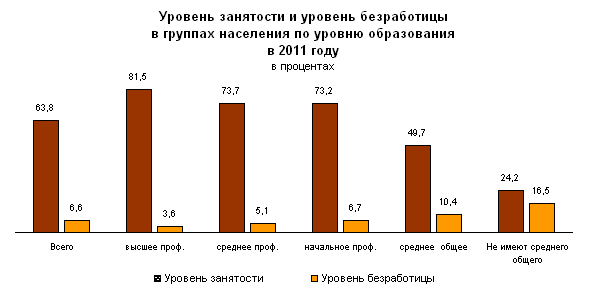 Уровень занятости и уровень безработицы
в группах населения по уровню образования
в 2011 году
в процентах
63,8
6,6
81,5
3,6
73,7
5,1
73,2
6,7
49,7
10,4
24,2
16,5
Всего
высшее проф.
среднее проф.
начальное проф.
среднее общее
Не имеют среднего
общего
Уровень занятости
Уровень безработицы